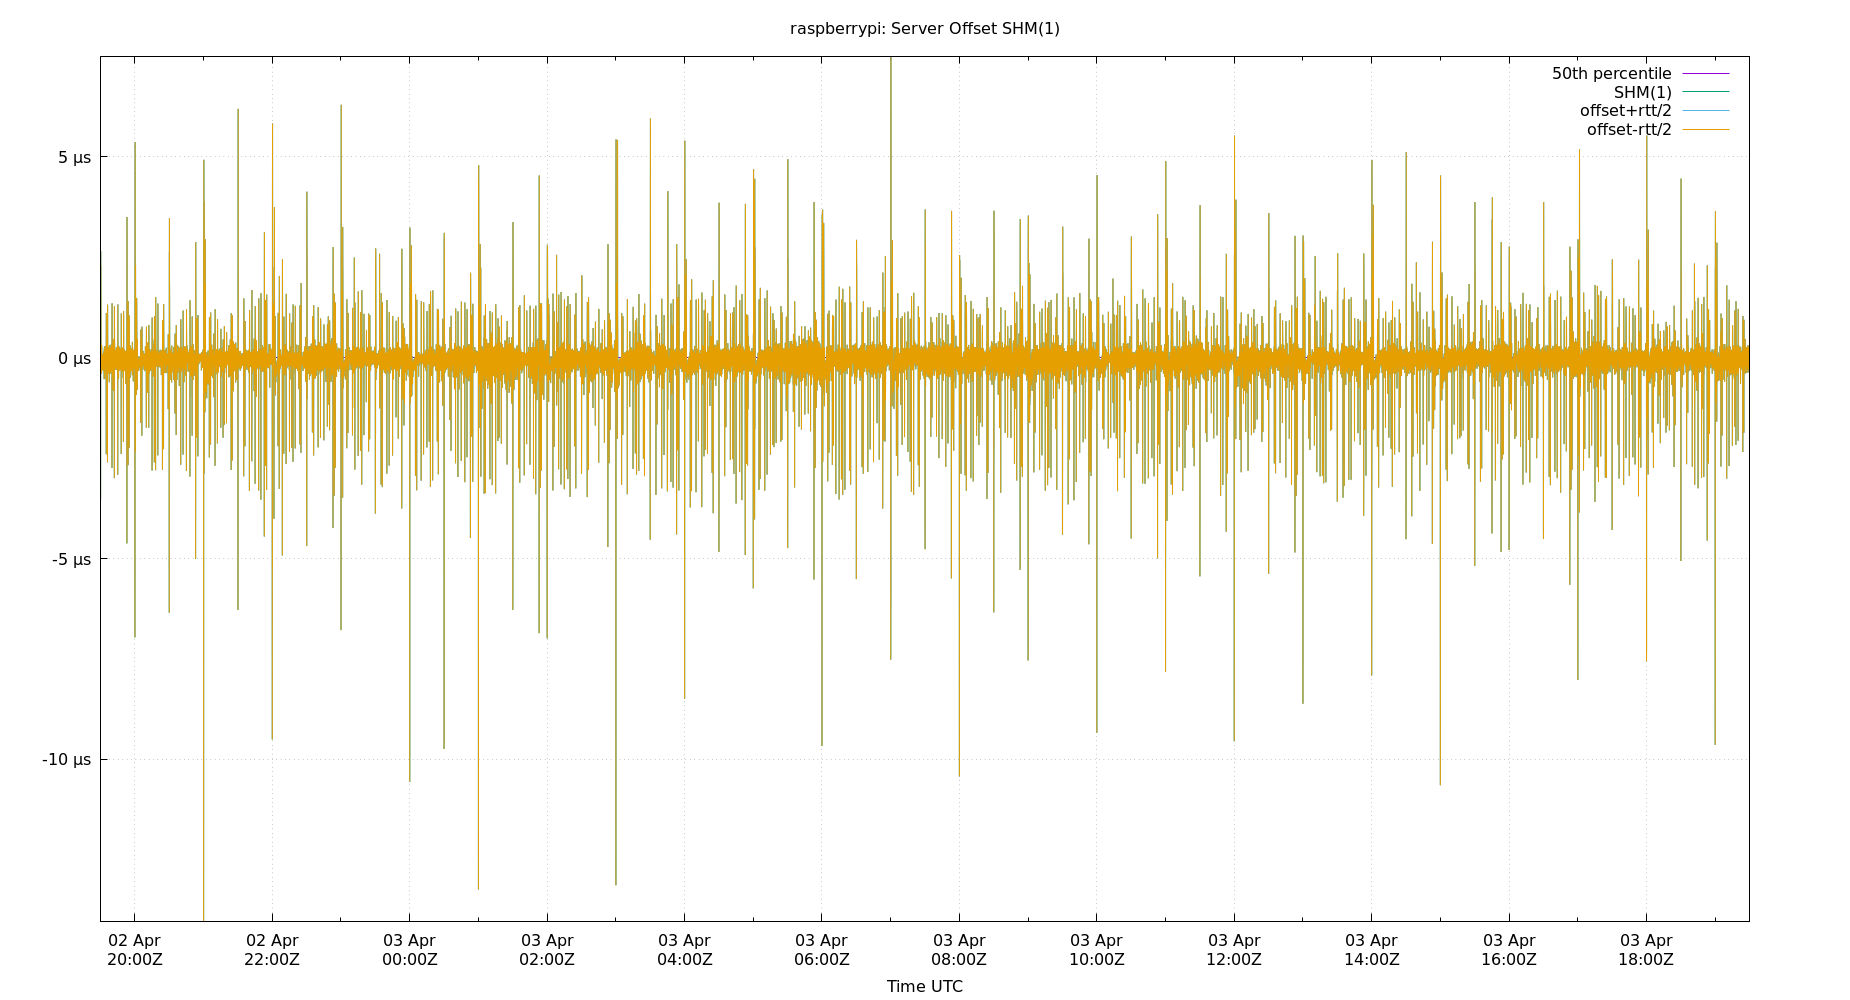 raspberrypi: Server Offset SHM(1)
50th percentile
SHM(1)
offset+rtt/2
offset-rtt/2
5 µs
0 µs
-5 µs
-10 µs
02 Apr 02 Apr 03 Apr 03 Apr 03 Apr 03 Apr 03 Apr 03 Apr 03 Apr 03 Apr 03 Apr 03 Apr
20:00Z 22:00Z 00:00Z 02:00Z 04:00Z 06:00Z 08:00Z 10:00Z 12:00Z 14:00Z 16:00Z 18:00Z
Time UTC